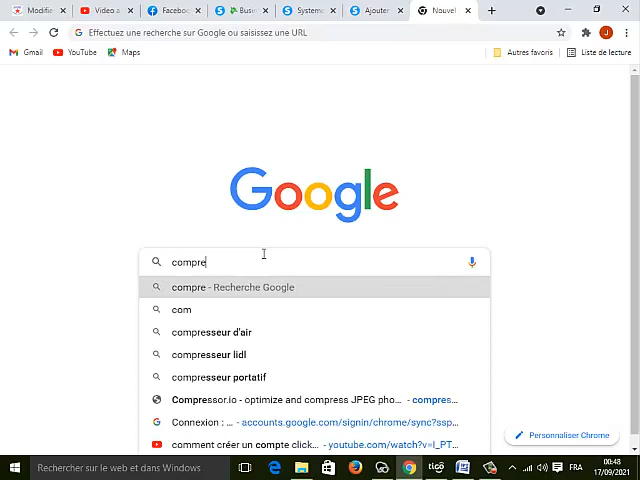 Modifie
Video a
Facebook
Busi
System
Ajouter
Nouvel
Effectuez une recherche sur Google ou saisissez une URL
Gmail
YouTube
Maps
Autres favoris
Liste de lecture
Google
compre
compre - Recherche Google
com
compresseur d'air
compresseur lidl
compresseur portatif
Compressor.io - optimize and compress JPEG pho... - compres...
Connexion : ... - accounts.google.com/signin/chrome/sync?ssp...
comment créer un compte click... - youtube.com/watch?v=l_PT...
Personnaliser Chrome
Rechercher sur le web et dans Windows
tigo
FRA
00:48
17/09/2021